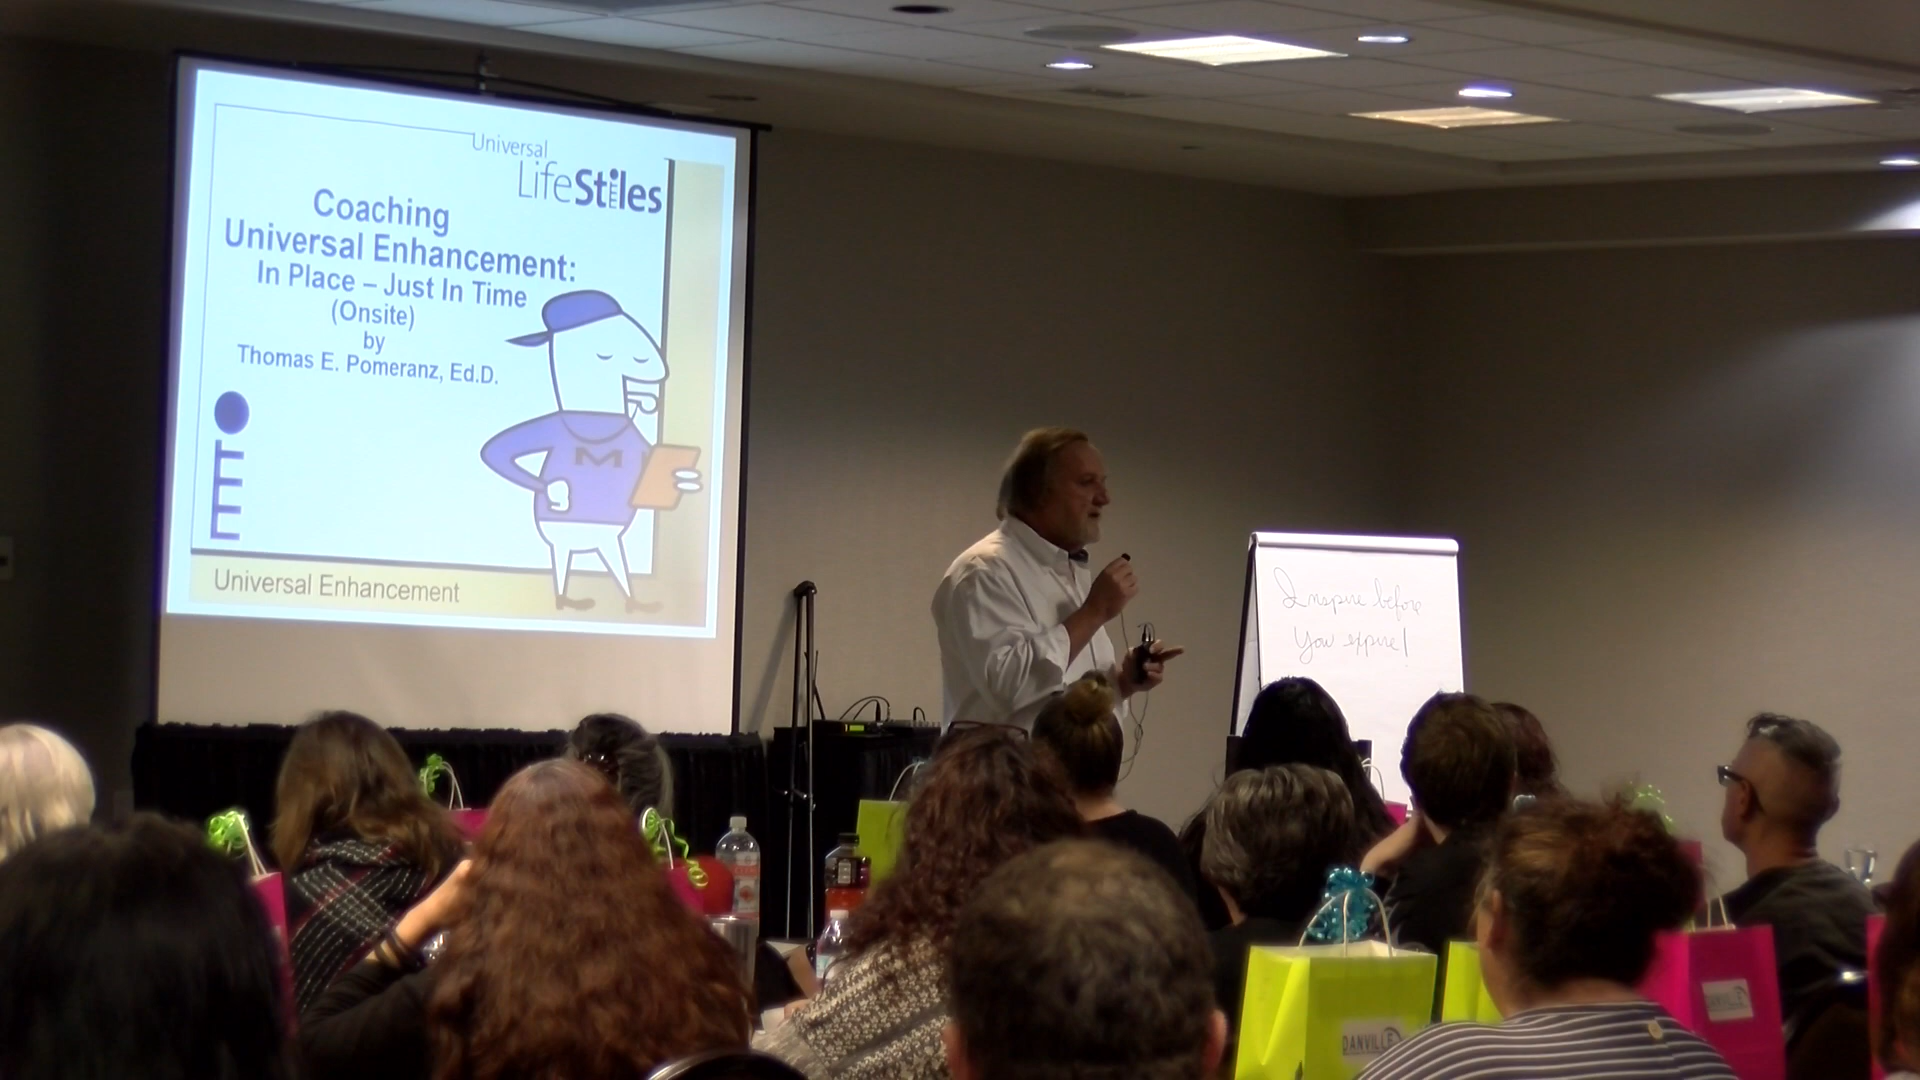 Universal
LifeStiles
Coaching
Universal Enhancement:
In Place – Just In Time
(Onsite)
by
Thomas E. Pomeranz, Ed.D.
M
Universal Enhancement
Inspire before
you expire!
DANVILLE
DANVILLE